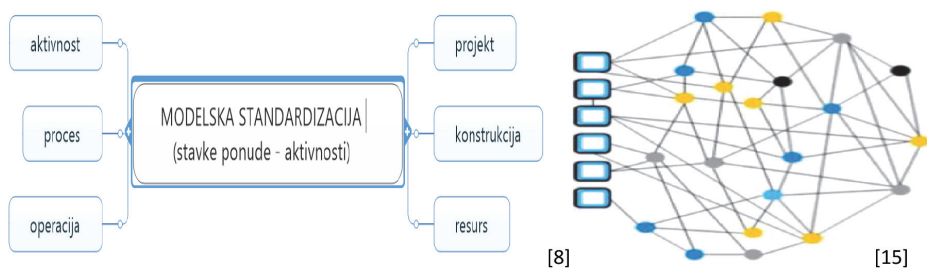 aktivnost
proces
operacija
MODELSKA STANDARDIZACIJA
(stavke ponude - aktivnosti)
projekt
konstrukcija
resurs
[8]
[15]